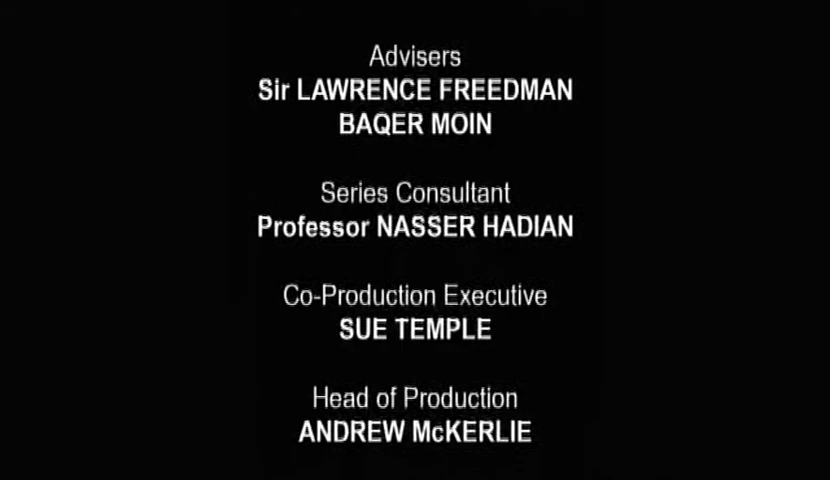 Advisers
Sir LAWRENCE FREEDMAN
BAQER MOIN
Series Consultant
Professor NASSER HADIAN
Co-Production Executive
SUE TEMPLE
Head of Production
ANDREW McKERLIE